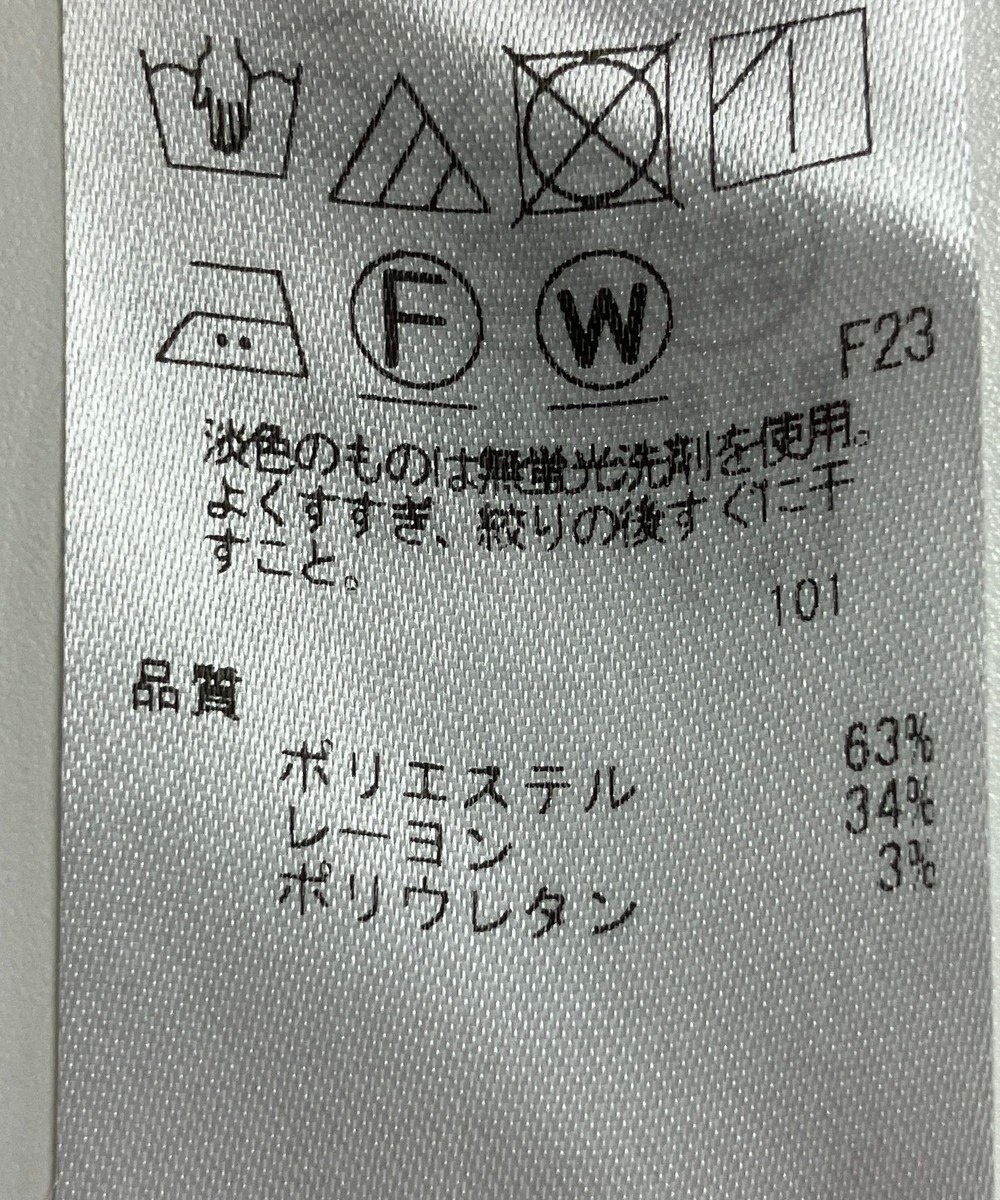 F W
F23
淡色のものは無蛍光洗剤を使用。
よくすすぎ、絞りの後すぐに干
すこと。
101
品質
ポリエステル 63%
レーヨン 34%
ポリウレタン 3%